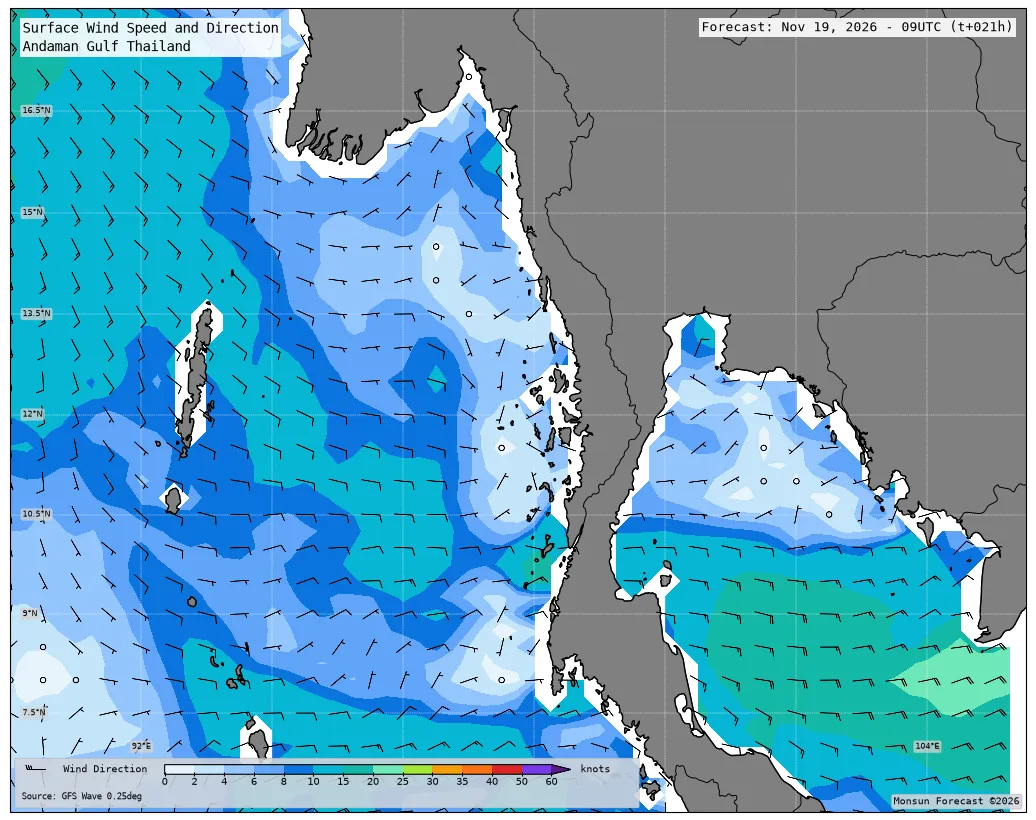 Surface Wind Speed and Direction
Andaman Gulf Thailand
Forecast: Nov 19, 2026 - 09UTC (t+021h)
16.5°N
15°N
13.5°N
12°N
10.5°N
9°N
7.5°N
92°E
104°E
Wind Direction
0 2 4 6 8 10 15 20 25 30 35 40 50 60
knots
Source: GFS Wave 0.25deg
Monsun Forecast ©2026